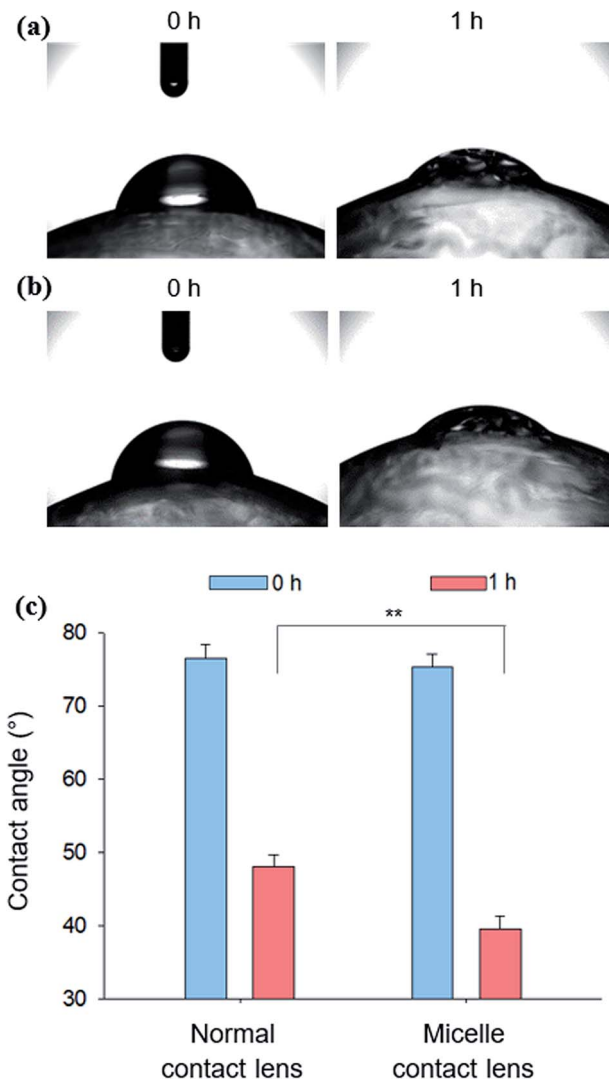 (a)
0 h
1 h
(b)
0 h
1 h
0 h
1 h
(c)
**
80
70
60
50
40
30
Contact angle (°)
Normal
contact lens
Micelle
contact lens